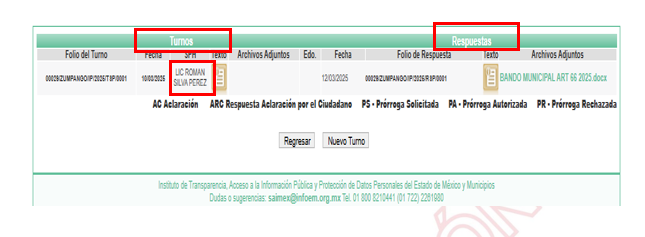 Turnos Respuestas
Folio del Turno Fecha SPH Texto Archivos Adjuntos Edo. Fecha Folio de Respuesta Texto Archivos Adjuntos
00029/ZUMPANGO/IP/2025/TSP/0001 10/03/2025 LIC ROMAN SILVA PEREZ 12/03/2025 00029/ZUMPANGO/IP/2025/RSP/0001 BANDO MUNICIPAL ART 66 2025.docx
AC Aclaración ARC Respuesta Aclaración por el Ciudadano PS - Prórroga Solicitada PA - Prórroga Autorizada PR - Prórroga Rechazada
Regresar Nuevo Turno
Instituto de Transparencia, Acceso a la Información Pública y Protección de Datos Personales del Estado de México y Municipios
Dudas o sugerencias: saimex@infoem.org.mx Tel. 01 800 8210441 (01 722) 2261980